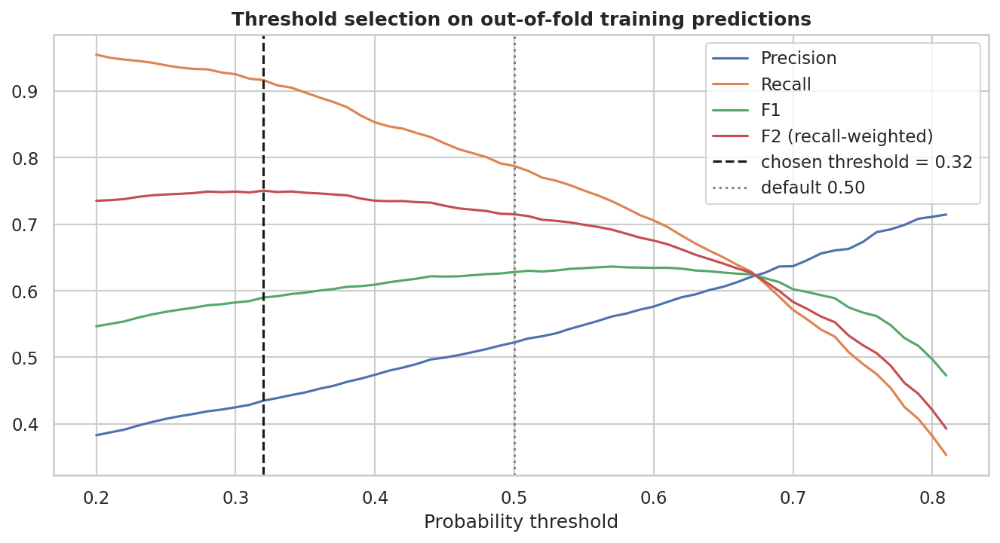 Threshold selection on out-of-fold training predictions
Precision
Recall
F1
F2 (recall-weighted)
chosen threshold = 0.32
default 0.50
0.9
0.8
0.7
0.6
0.5
0.4
0.2 0.3 0.4 0.5 0.6 0.7 0.8
Probability threshold